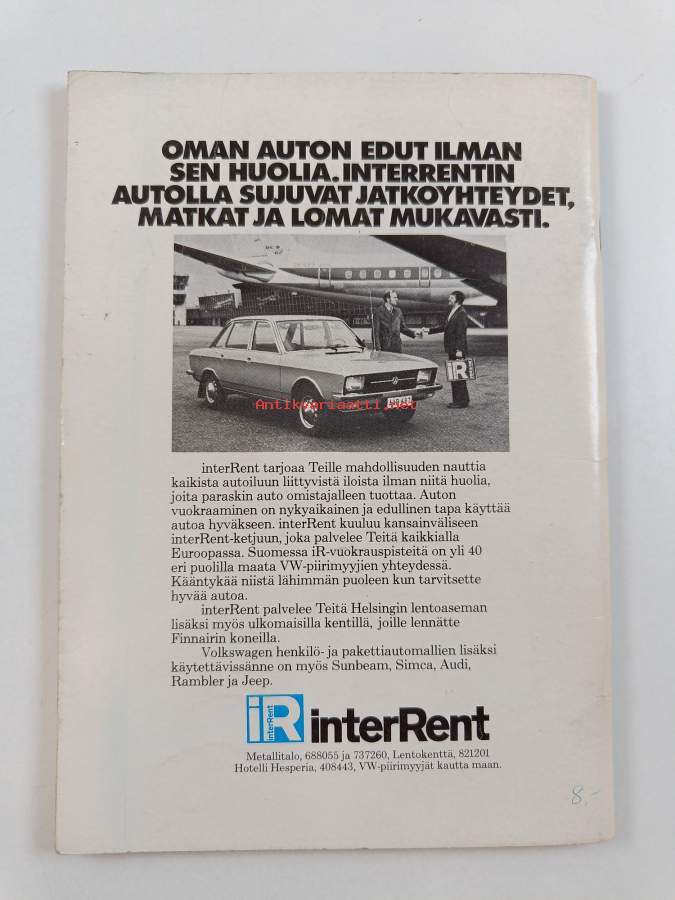 OMAN AUTON EDUT ILMAN
SEN HUOLIA. INTERRENTIN
AUTOLLA SUJUVAT JATKOYHTEYDET,
MATKAT JA LOMAT MUKAVASTI.
iR
Antikvariaatti.net
interRent tarjoaa Teille mahdollisuuden nauttia
kaikista autoiluun liittyvistä iloista ilman niitä huolia,
joita paraskin auto omistajalleen tuottaa. Auton
vuokraaminen on nykyaikainen ja edullinen tapa käyttää
autoa hyväkseen. interRent kuuluu kansainväliseen
interRent-ketjuun, joka palvelee Teitä kaikkialla
Euroopassa. Suomessa iR-vuokrauspisteitä on yli 40
eri puolilla maata VW-piirimyyjien yhteydessä.
Kääntykää niistä lähimmän puoleen kun tarvitsette
hyvää autoa.
interRent palvelee Teitä Helsingin lentoaseman
lisäksi myös ulkomaisilla kentillä, joille lennätte
Finnairin koneilla.
Volkswagen henkilö- ja pakettiautomallien lisäksi
käytettävissänne on myös Sunbeam, Simca, Audi,
Rambler ja Jeep.
iR interRent interRent
Metallitalo, 688055 ja 737260, Lentokenttä, 821201
Hotelli Hesperia, 408443, VW-piirimyyjät kautta maan.
8,-